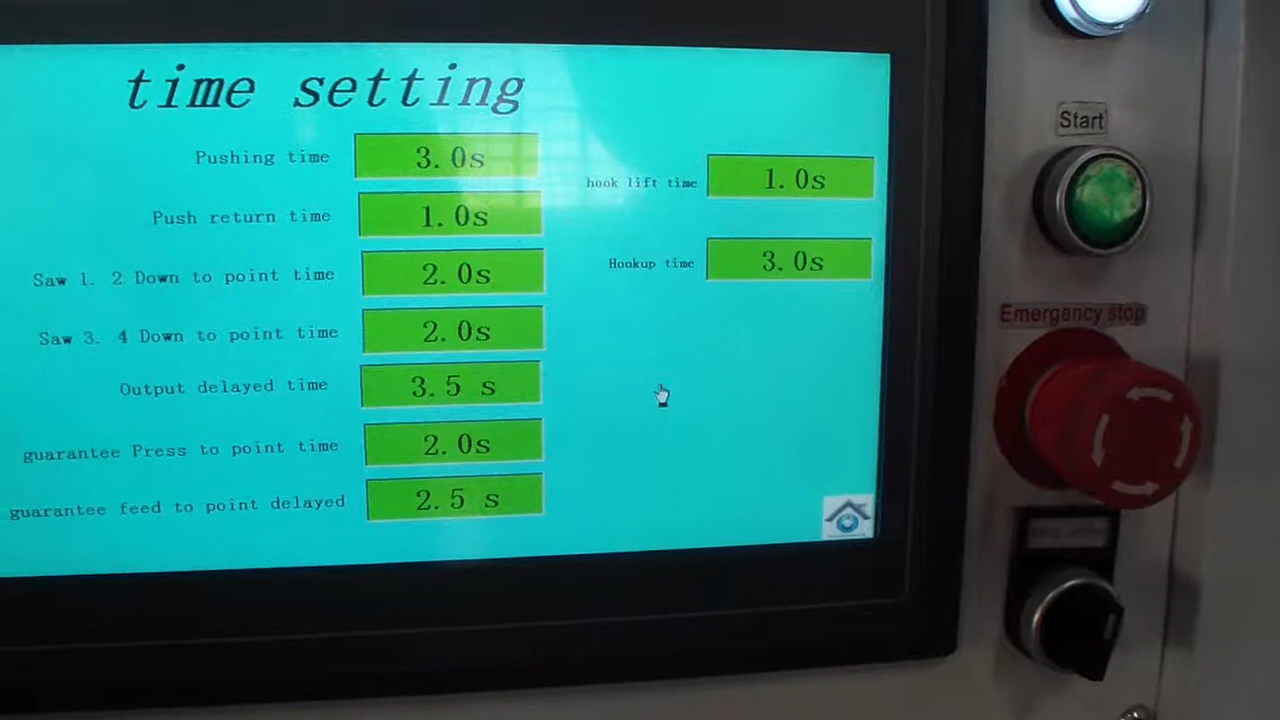 time setting
Pushing time 3.0s
Push return time 1.0s
Saw 1. 2 Down to point time 2.0s
Saw 3. 4 Down to point time 2.0s
Output delayed time 3.5 s
guarantee Press to point time 2.0s
guarantee feed to point delayed 2.5 s
hook lift time 1.0s
Hookup time 3.0s
Start
Emergency stop